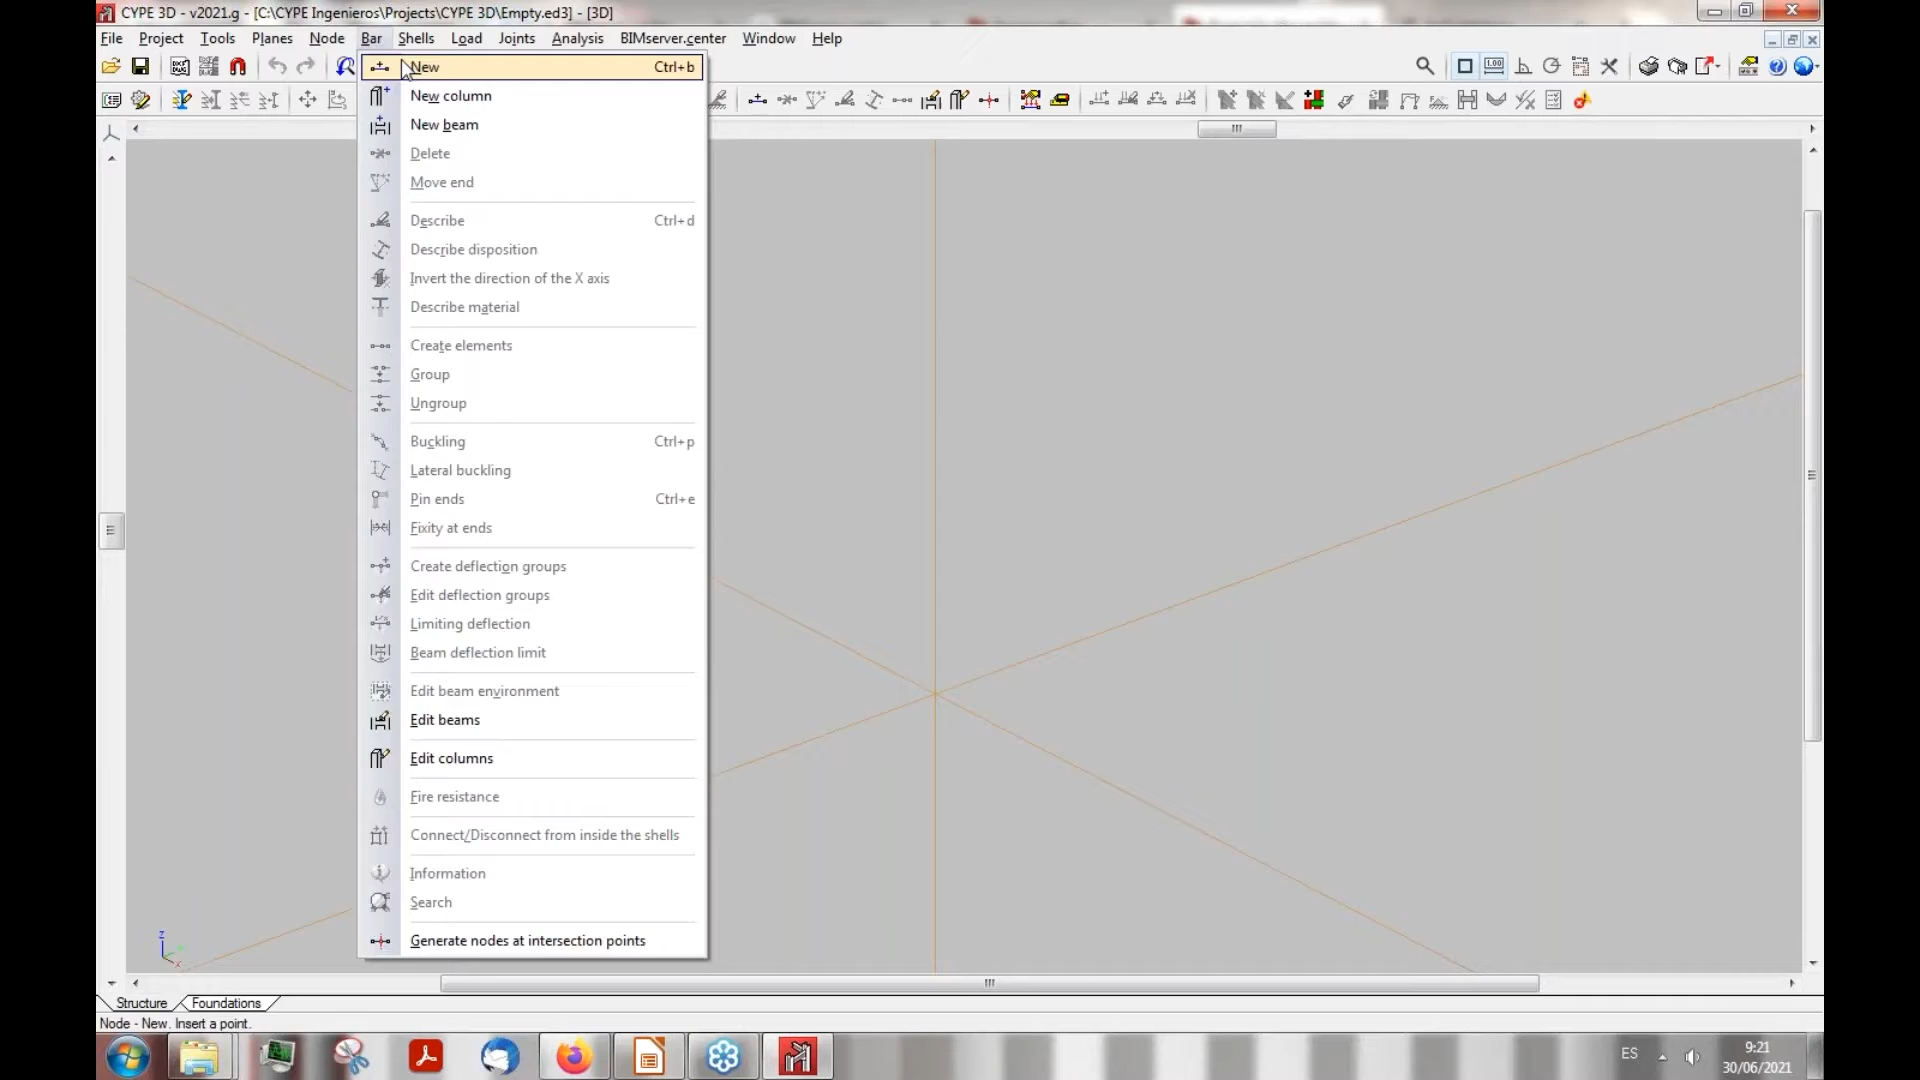 CYPE 3D - v2021.g - [C:\CYPE Ingenieros\Projects\CYPE 3D\Empty.ed3] - [3D]
File Project Tools Planes Node Bar Shells Load Joints Analysis BIMserver.center Window Help
New Ctrl+b
New column
New beam
Delete
Move end
Describe Ctrl+d
Describe disposition
Invert the direction of the X axis
Describe material
Create elements
Group
Ungroup
Buckling Ctrl+p
Lateral buckling
Pin ends Ctrl+e
Fixity at ends
Create deflection groups
Edit deflection groups
Limiting deflection
Beam deflection limit
Edit beam environment
Edit beams
Edit columns
Fire resistance
Connect/Disconnect from inside the shells
Information
Search
Generate nodes at intersection points
z
x
Structure Foundations
Node - New. Insert a point.
ES
9:21
30/06/2021